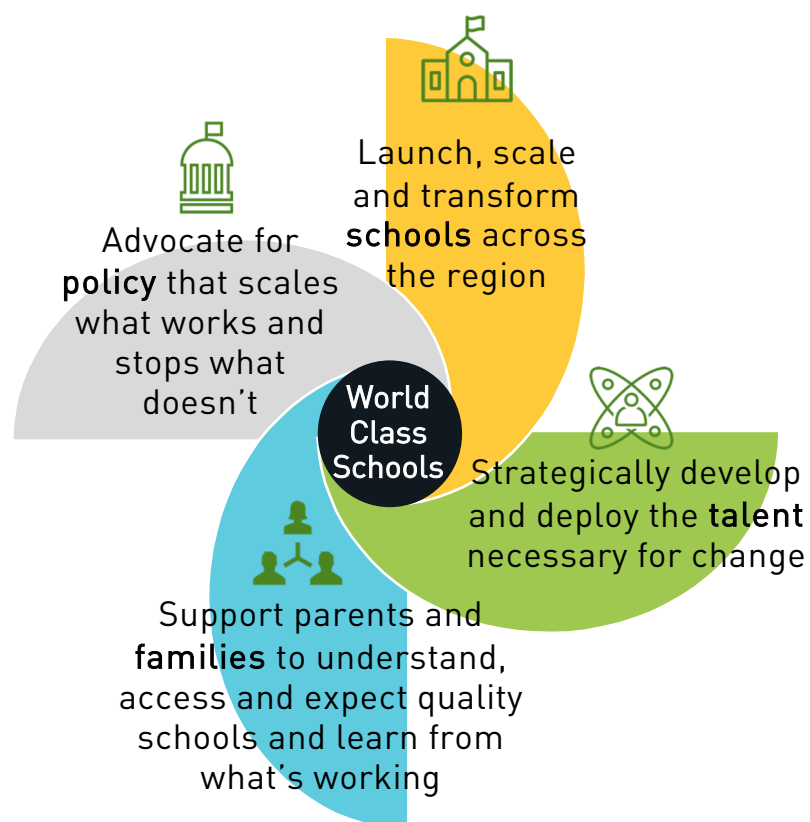 Launch, scale
and transform
schools across
the region
Advocate for
policy that scales
what works and
stops what
doesn't
World
Class
Schools
Strategically develop
and deploy the talent
necessary for change
Support parents and
families to understand,
access and expect quality
schools and learn from
what's working